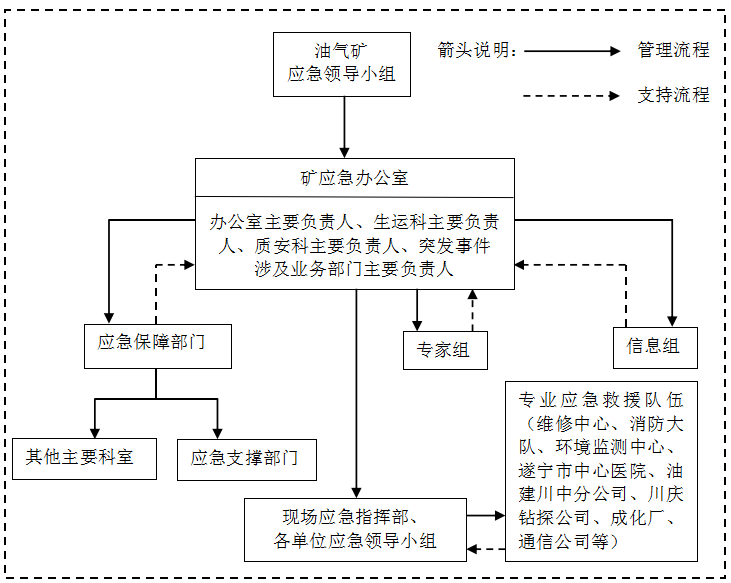 油气矿
应急领导小组
箭头说明：
管理流程
支持流程
矿应急办公室
办公室主要负责人、生运科主要负责
人、质安科主要负责人、突发事件
涉及业务部门主要负责人
应急保障部门
专家组
信息组
其他主要科室
应急支撑部门
专业应急救援队伍
（维修中心、消防大
队、环境监测中心、
遂宁市中心医院、油
建川中分公司、川庆
钻探公司、成化厂、
通信公司等）
现场应急指挥部、
各单位应急领导小组